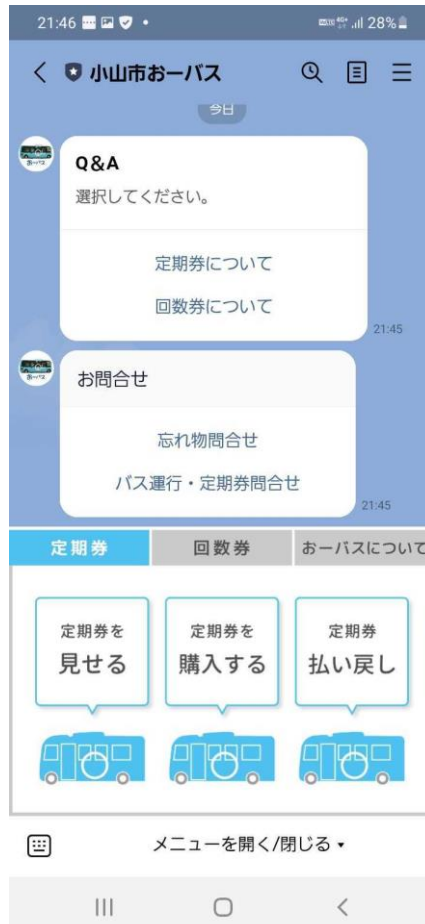 21:46
28%
小山市おーバス
今日
Q&A
選択してください。
定期券について
回数券について
21:45
お問合せ
忘れ物問合せ
バス運行・定期券問合せ
21:45
定期券
回数券
おーバスについて
定期券を
見せる
定期券を
購入する
定期券
払い戻し
メニューを開く/閉じる